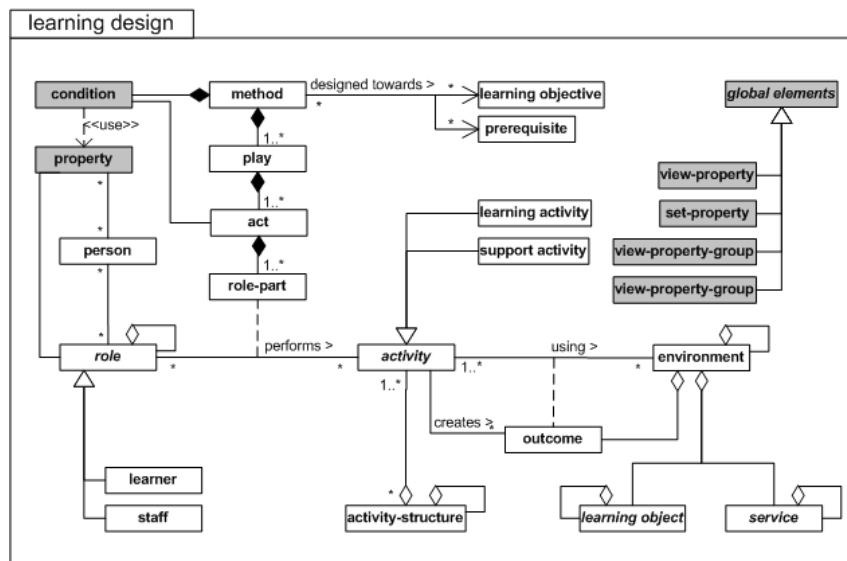 learning design
condition
method
designed towards >
*
*
learning objective
global elements
<<use>>
*
prerequisite
1..*
property
play
*
view-property
1..*
learning activity
set-property
*
act
person
support activity
view-property-group
*
1..*
role-part
view-property-group
*
performs >
using >
role
activity
environment
*
*
1..*
*
1..*
creates >
*
outcome
learner
*
staff
activity-structure
learning object
service